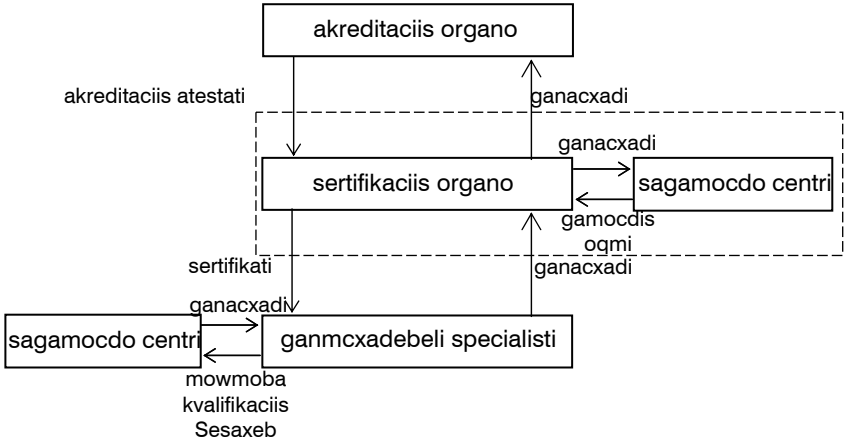 akreditaciis organo
akreditaciis atestati
ganacxadi
ganacxadi
sertifikaciis organo
sagamocdo centri
gamocdis
oqmi
sertifikati
ganacxadi
ganacxadi
sagamocdo centri
ganmcxadebeli specialisti
mowmoba
kvalifikaciis
Sesaxeb